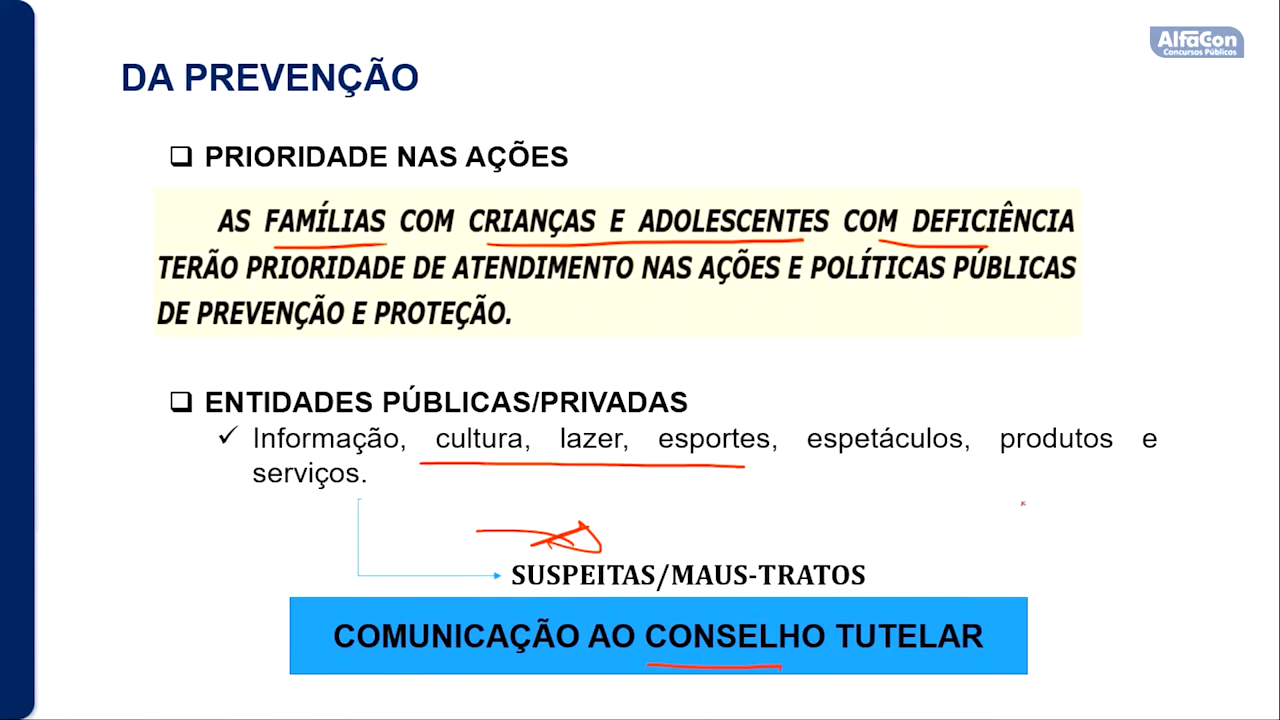 AlfaCon
Concursos Públicos
DA PREVENÇÃO
PRIORIDADE NAS AÇÕES
AS FAMÍLIAS COM CRIANÇAS E ADOLESCENTES COM DEFICIÊNCIA
TERÃO PRIORIDADE DE ATENDIMENTO NAS AÇÕES E POLÍTICAS PÚBLICAS
DE PREVENÇÃO E PROTEÇÃO.
ENTIDADES PÚBLICAS/PRIVADAS
Informação, cultura, lazer, esportes, espetáculos, produtos e
serviços.
SUSPEITAS/MAUS-TRATOS
COMUNICAÇÃO AO CONSELHO TUTELAR